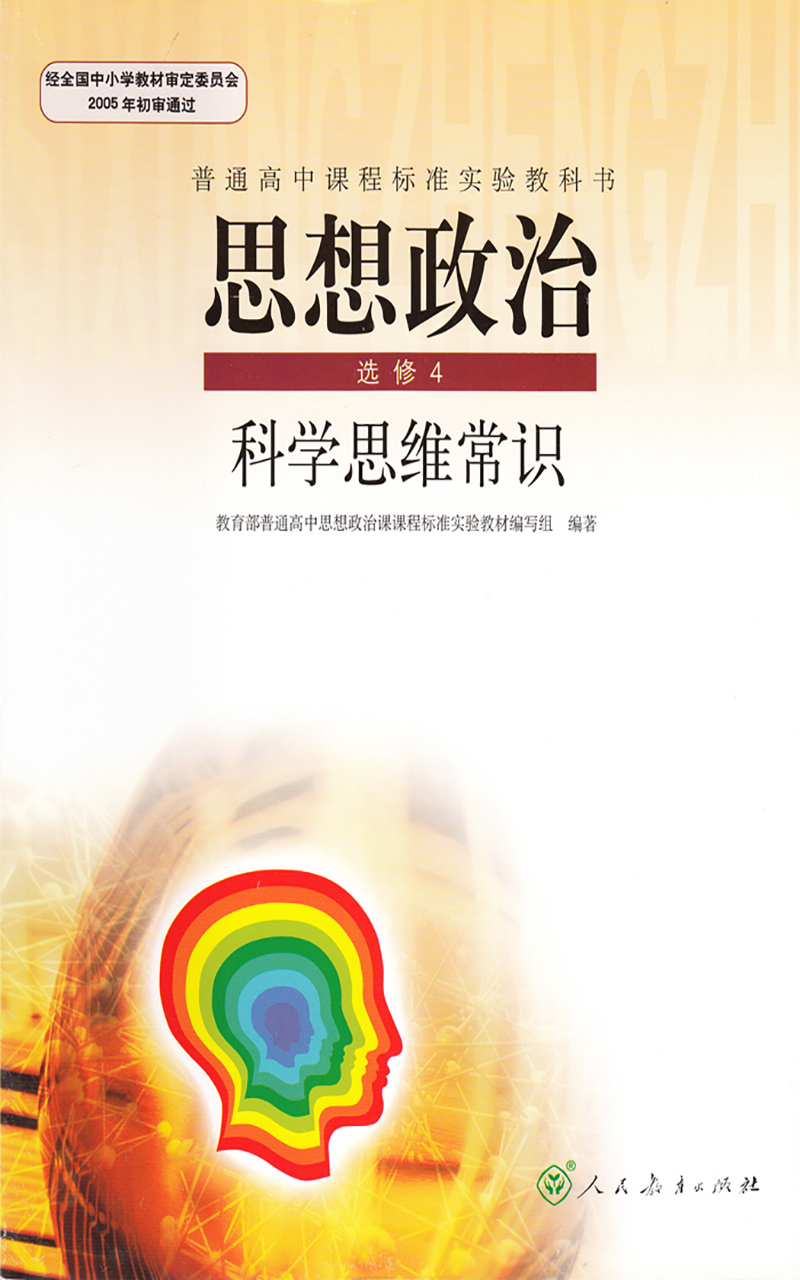 经全国中小学教材审定委员会
2005年初审通过
普通高中课程标准实验教科书
思想政治
选修4
科学思维常识
教育部普通高中思想政治课课程标准实验教材编写组 编著
®
人民教育出版社